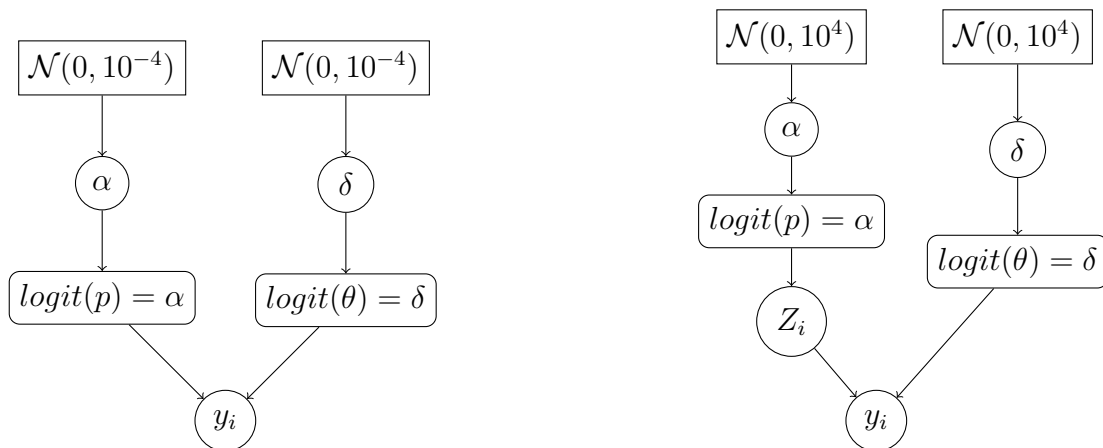 𝒩(0, 10⁻⁴)
𝒩(0, 10⁻⁴)
α
δ
logit(p) = α
logit(θ) = δ
yᵢ
𝒩(0, 10⁴)
𝒩(0, 10⁴)
α
δ
logit(p) = α
logit(θ) = δ
Zᵢ
yᵢ